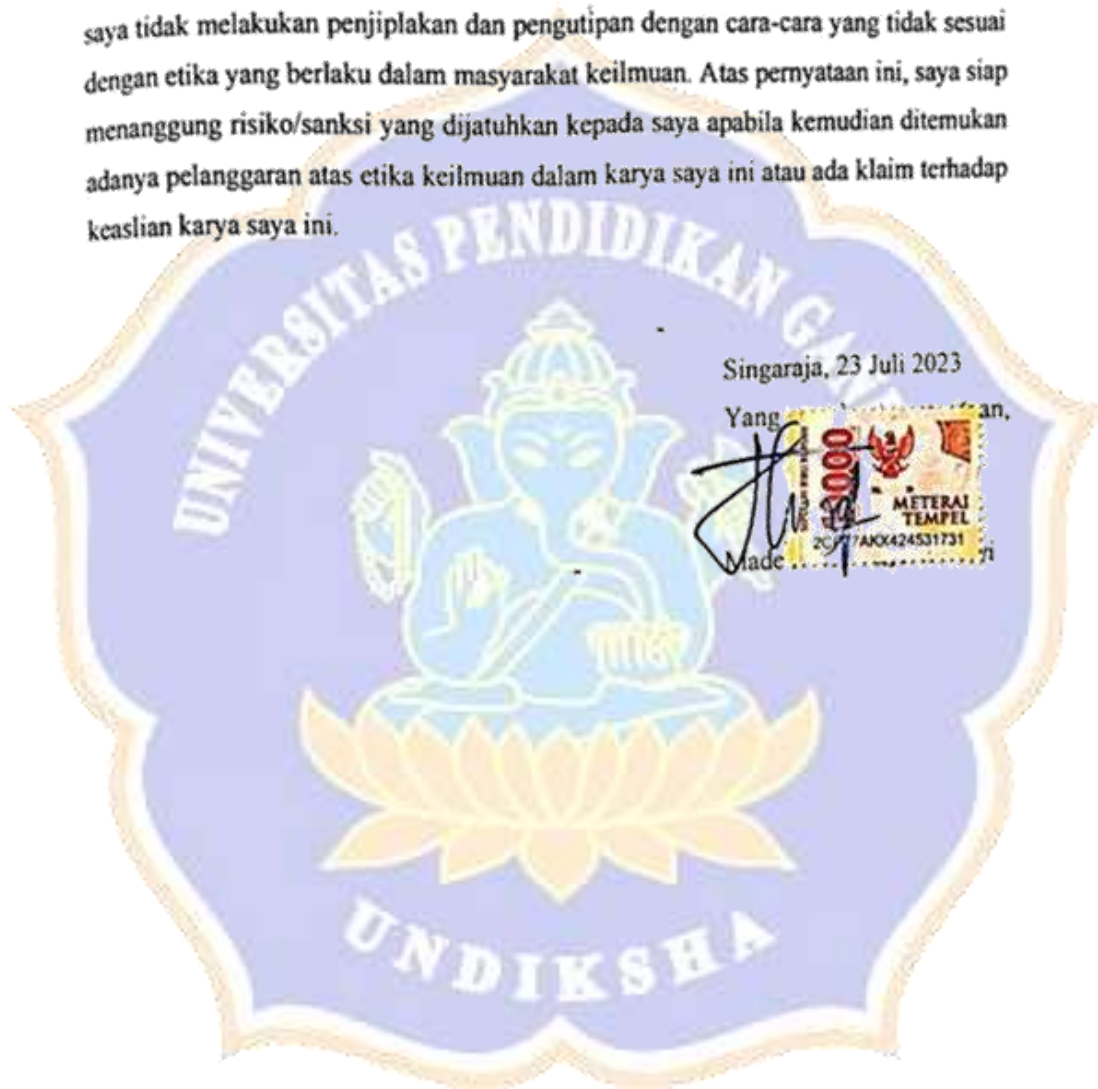 saya tidak melakukan penjiplakan dan pengutipan dengan cara-cara yang tidak sesuai
dengan etika yang berlaku dalam masyarakat keilmuan. Atas pernyataan ini, saya siap
menanggung risiko/sanksi yang dijatuhkan kepada saya apabila kemudian ditemukan
adanya pelanggaran atas etika keilmuan dalam karya saya ini atau ada klaim terhadap
keaslian karya saya ini.
UNIVERSITAS PENDIDIKAN
Singaraja, 23 Juli 2023
Yang
METERAI
TEMPEL
AKX424531731
Made
UNDIKSHA